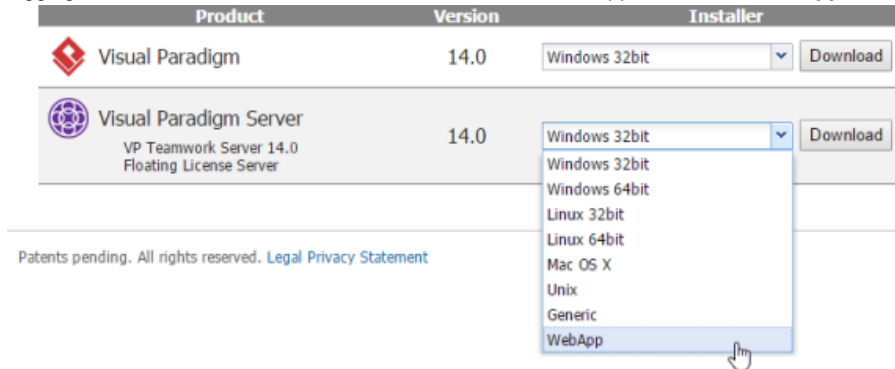 Product Version Installer
Visual Paradigm 14.0 Windows 32bit Download
Visual Paradigm Server
VP Teamwork Server 14.0
Floating License Server
14.0 Windows 32bit Download
Windows 32bit
Windows 64bit
Linux 32bit
Linux 64bit
Mac OS X
Unix
Generic
WebApp
Patents pending. All rights reserved. Legal Privacy Statement